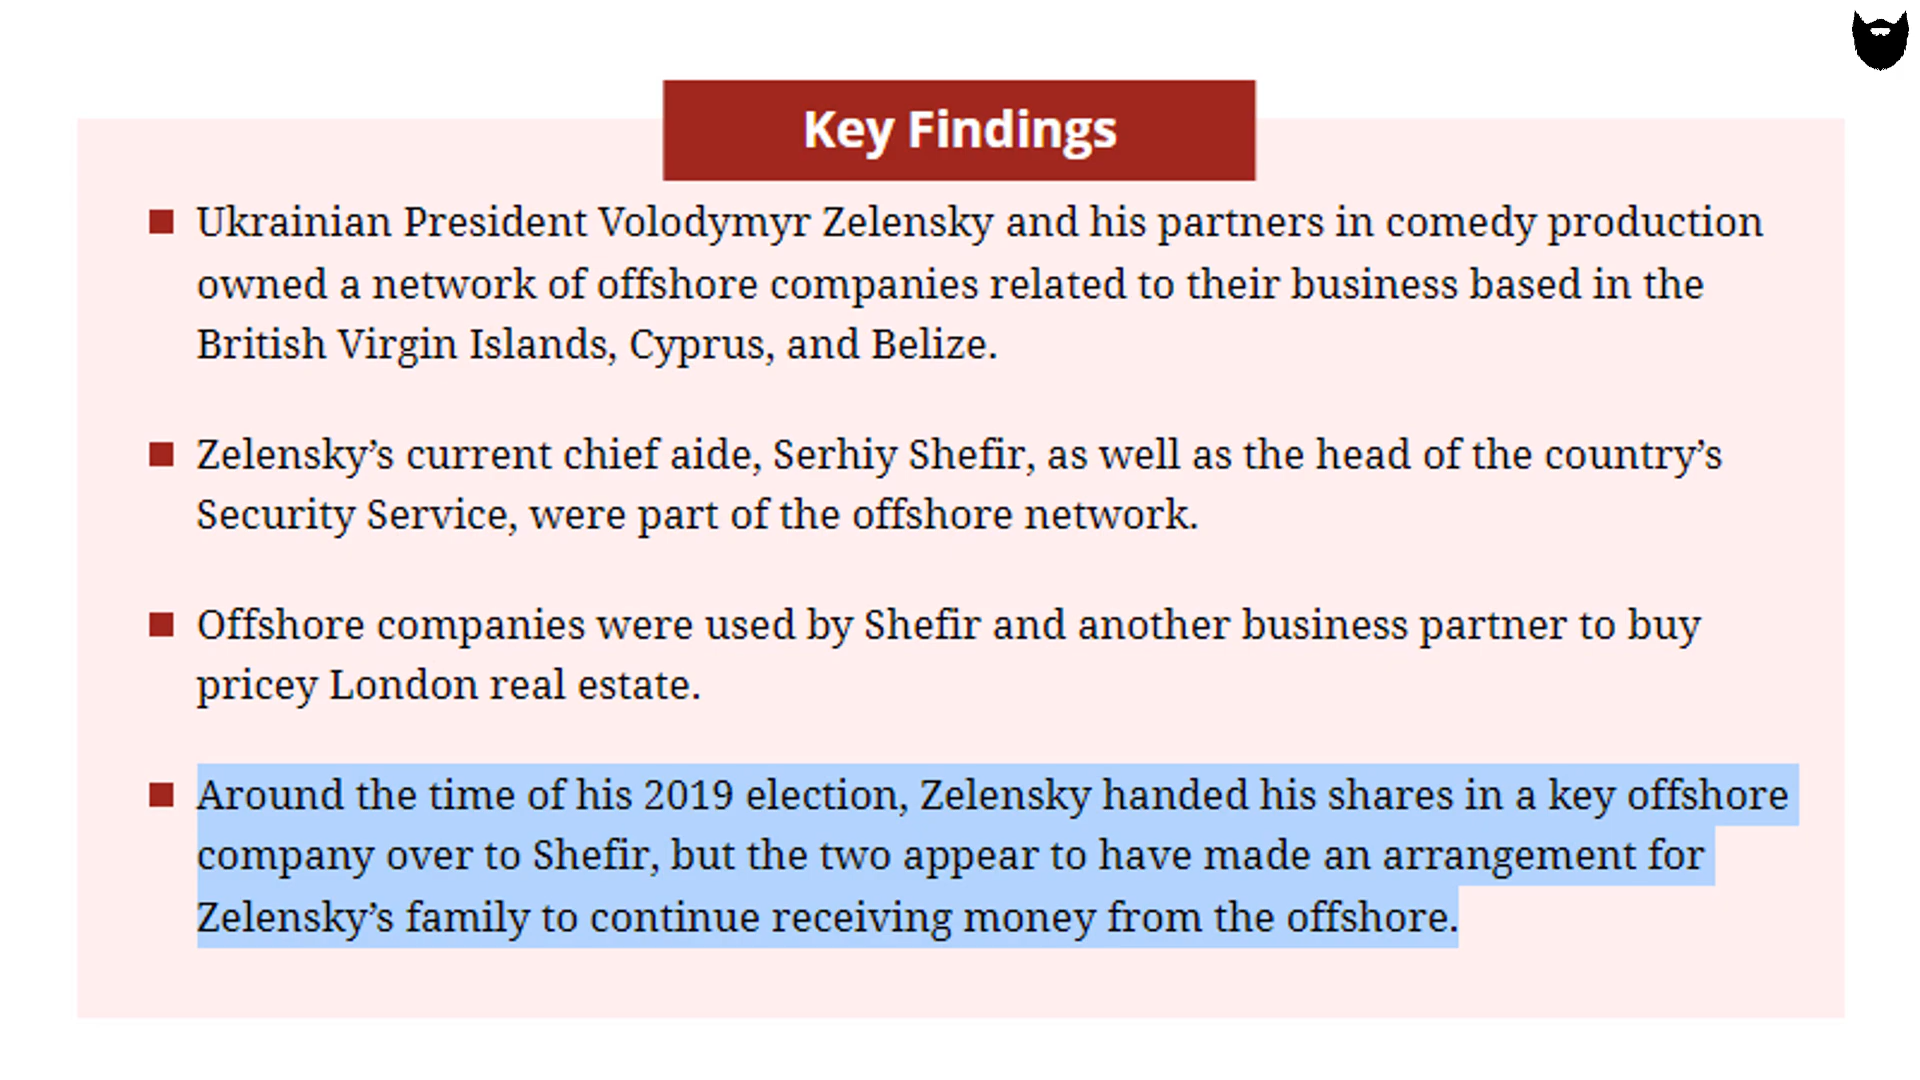 Key Findings
Ukrainian President Volodymyr Zelensky and his partners in comedy production
owned a network of offshore companies related to their business based in the
British Virgin Islands, Cyprus, and Belize.
Zelensky’s current chief aide, Serhiy Shefir, as well as the head of the country’s
Security Service, were part of the offshore network.
Offshore companies were used by Shefir and another business partner to buy
pricey London real estate.
Around the time of his 2019 election, Zelensky handed his shares in a key offshore
company over to Shefir, but the two appear to have made an arrangement for
Zelensky’s family to continue receiving money from the offshore.